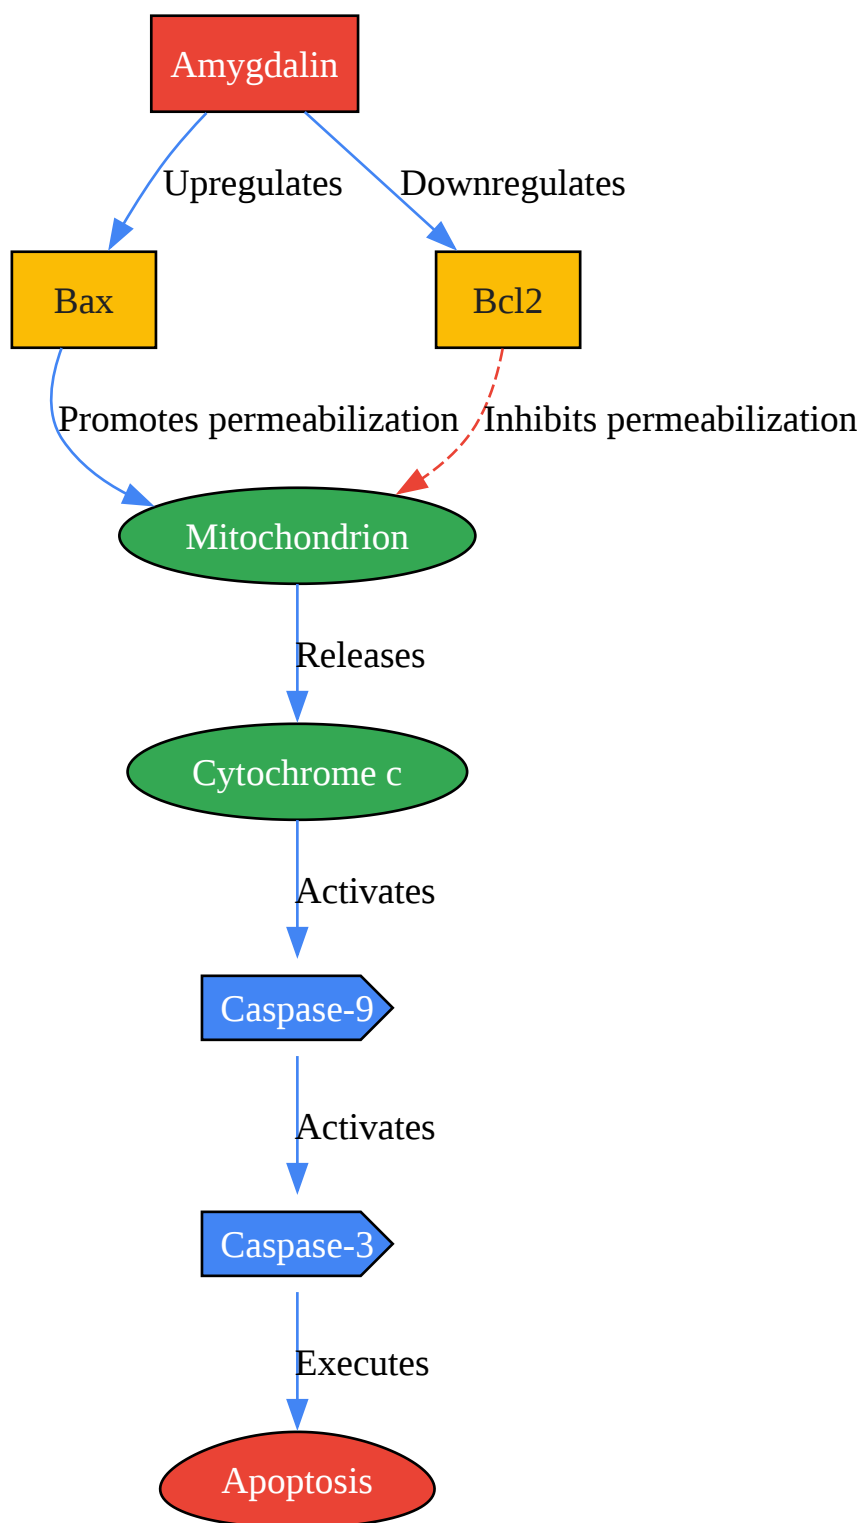 Amygdalin
Upregulates
Downregulates
Bax
Bcl2
Promotes permeabilization
Inhibits permeabilization
Mitochondrion
Releases
Cytochrome c
Activates
Caspase-9
Activates
Caspase-3
Executes
Apoptosis